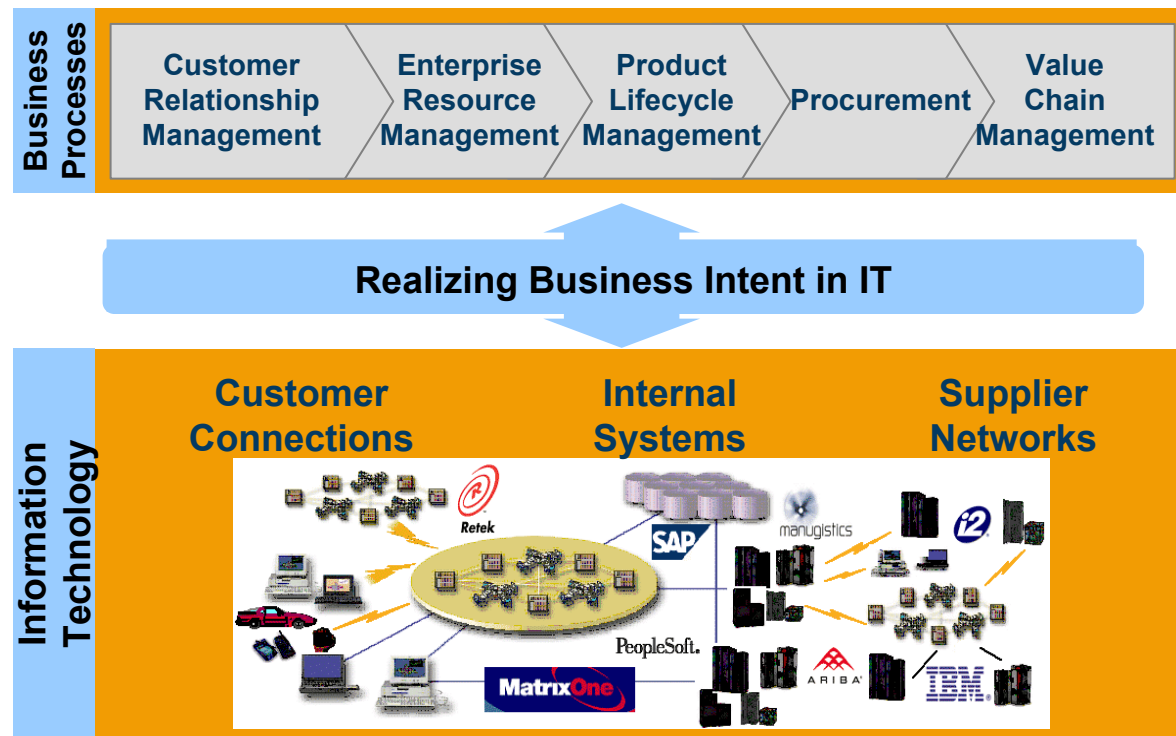 Business
Processes
Customer
Relationship
Management
Enterprise
Resource
Management
Product
Lifecycle
Management
Procurement
Value
Chain
Management
Realizing Business Intent in IT
Information
Technology
Customer
Connections
Internal
Systems
Supplier
Networks
Retek
SAP
manugistics
i2
PeopleSoft.
MatrixOne
ARIBA
IBM